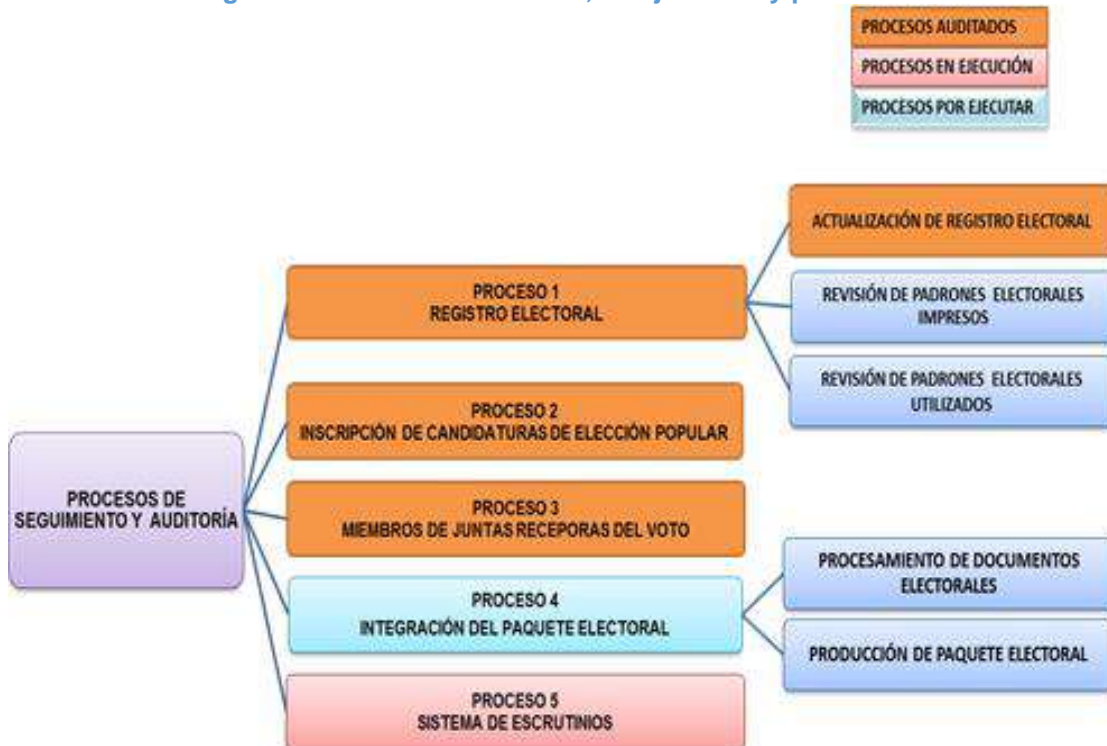 PROCESOS AUDITADOS
PROCESOS EN EJECUCIÓN
PROCESOS POR EJECUTAR
ACTUALIZACIÓN DE REGISTRO ELECTORAL
PROCESO 1
REGISTRO ELECTORAL
REVISIÓN DE PADRONES ELECTORALES
IMPRESOS
REVISIÓN DE PADRONES ELECTORALES
UTILIZADOS
PROCESO 2
INSCRIPCIÓN DE CANDIDATURAS DE ELECCIÓN POPULAR
PROCESOS DE
SEGUIMIENTO Y AUDITORÍA
PROCESO 3
MIEMBROS DE JUNTAS RECEPORAS DEL VOTO
PROCESO 4
INTEGRACIÓN DEL PAQUETE ELECTORAL
PROCESAMIENTO DE DOCUMENTOS
ELECTORALES
PRODUCCIÓN DE PAQUETE ELECTORAL
PROCESO 5
SISTEMA DE ESCRUTINIOS